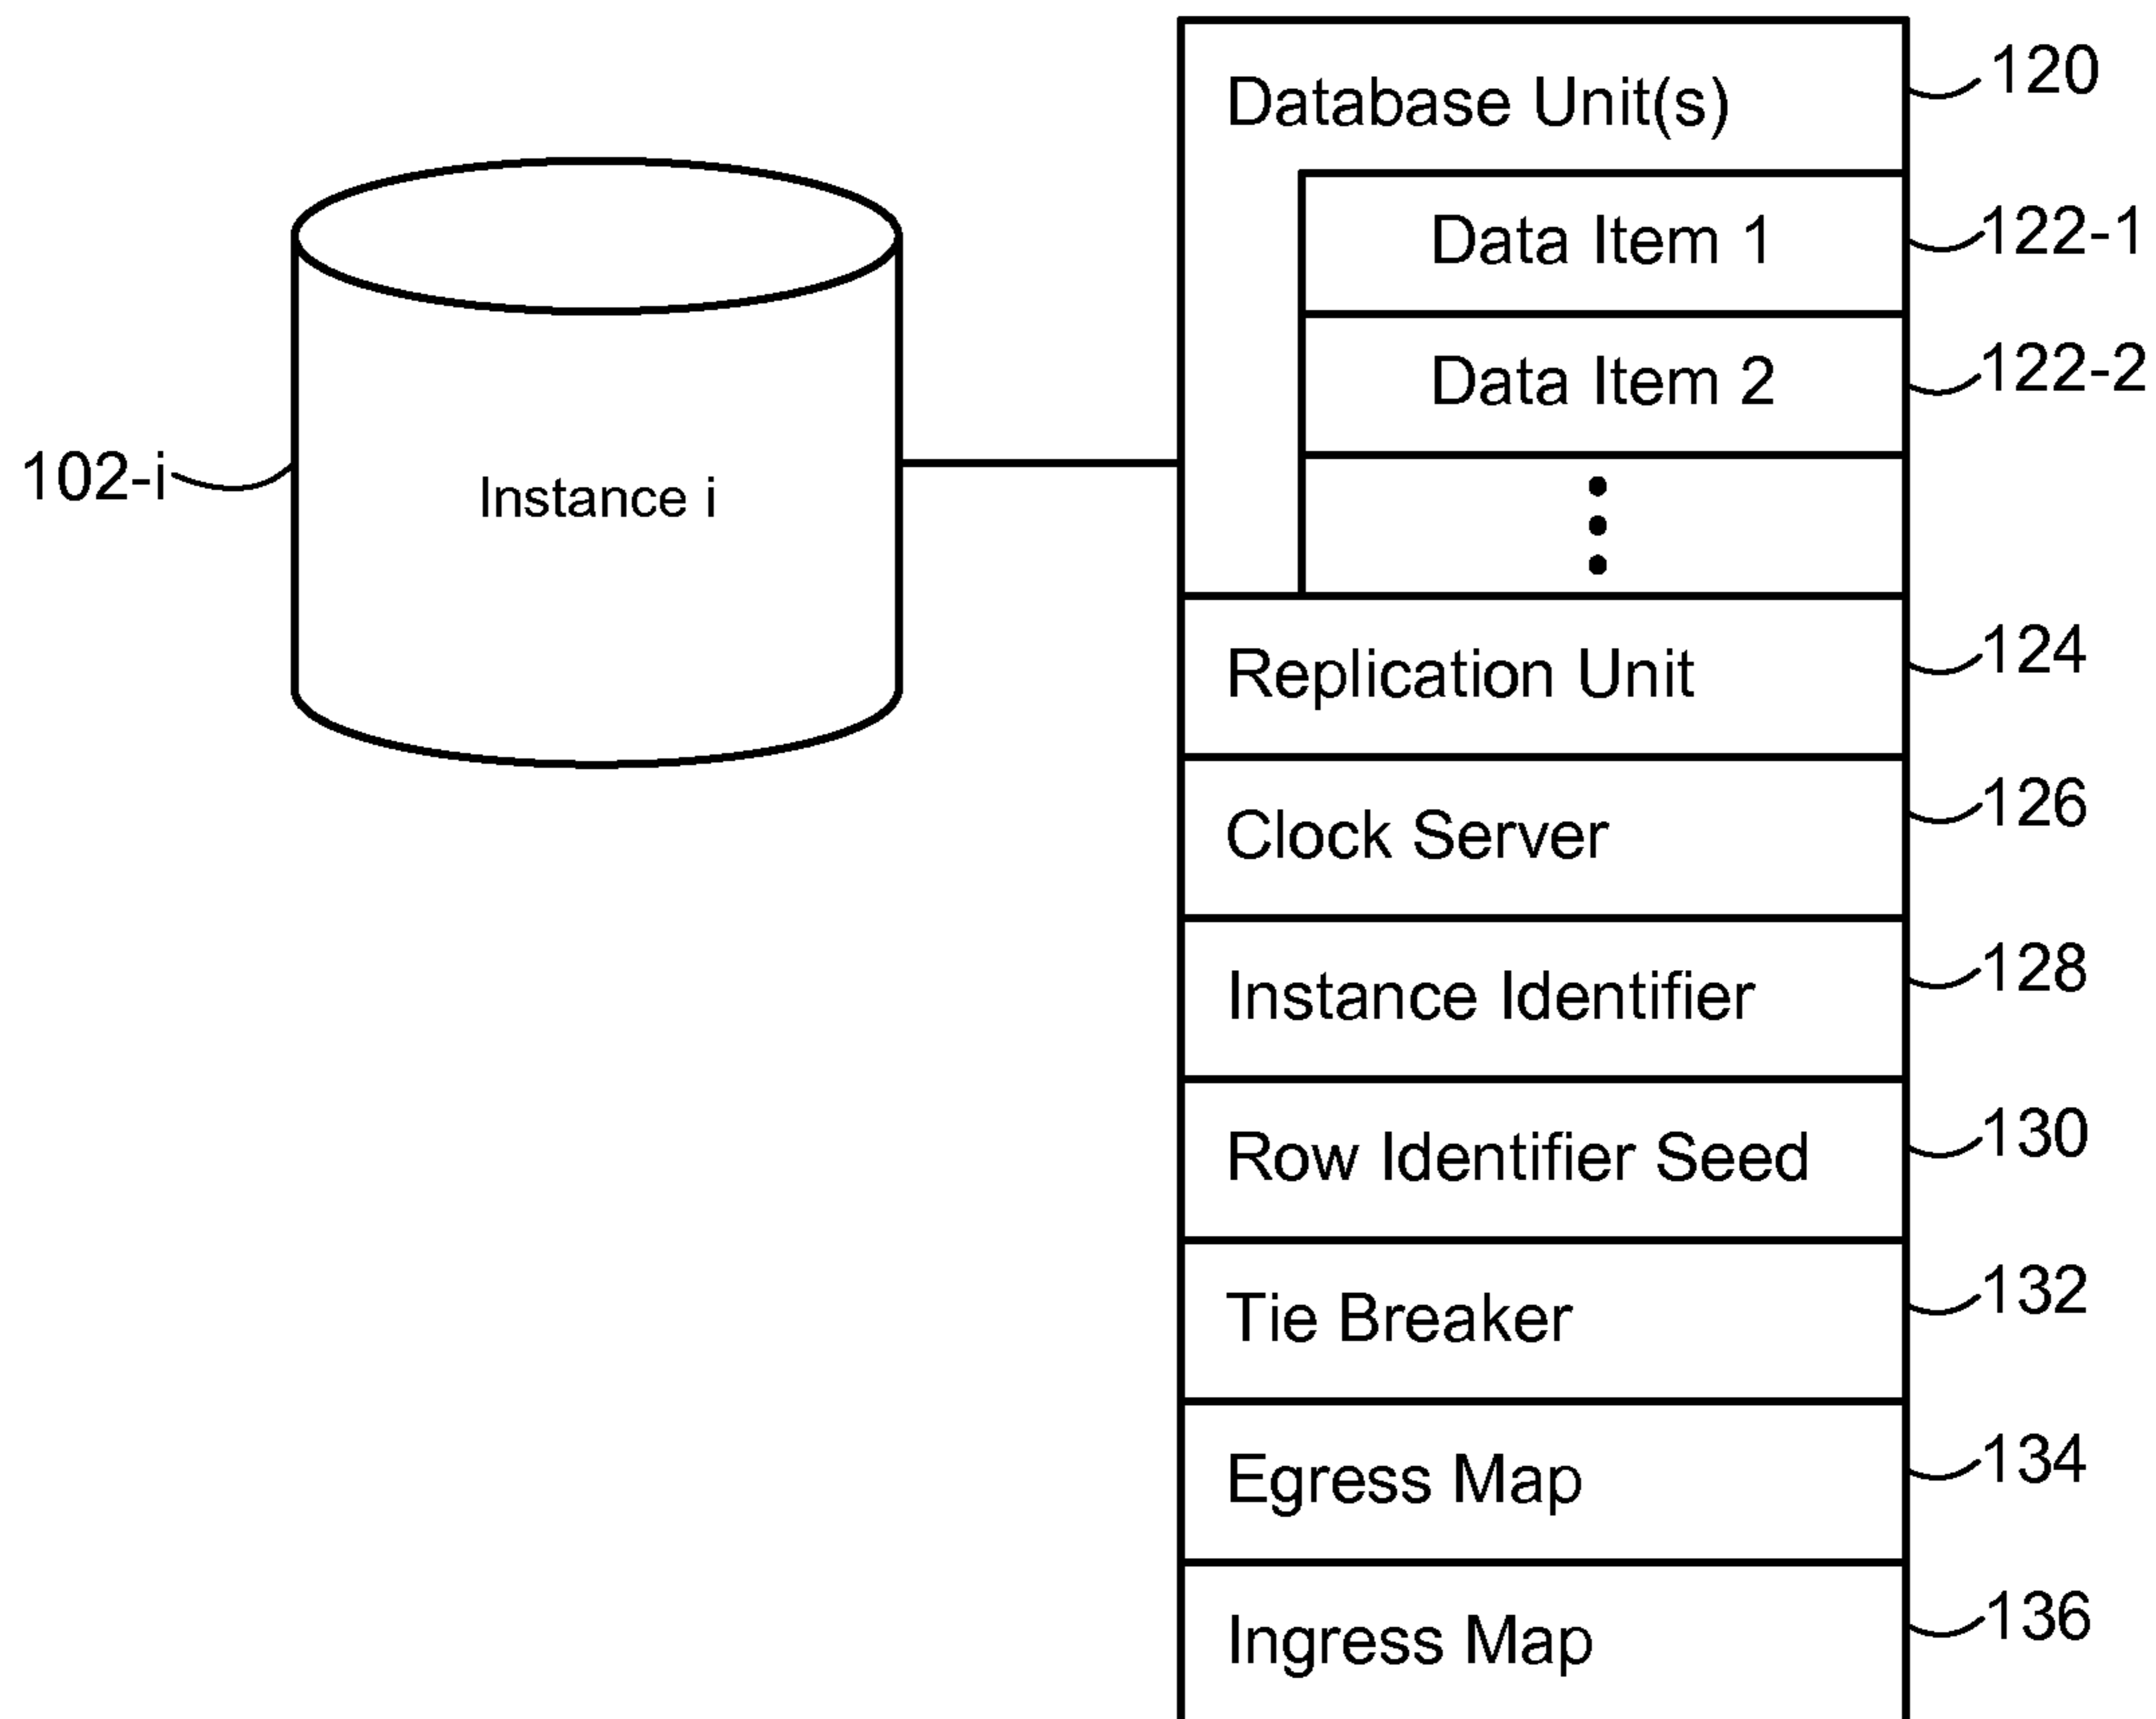 Database Unit(s)
120
Data Item 1
122-1
Data Item 2
122-2
102-i
Instance i
Replication Unit
124
Clock Server
126
Instance Identifier
128
Row Identifier Seed
130
Tie Breaker
132
Egress Map
134
Ingress Map
136